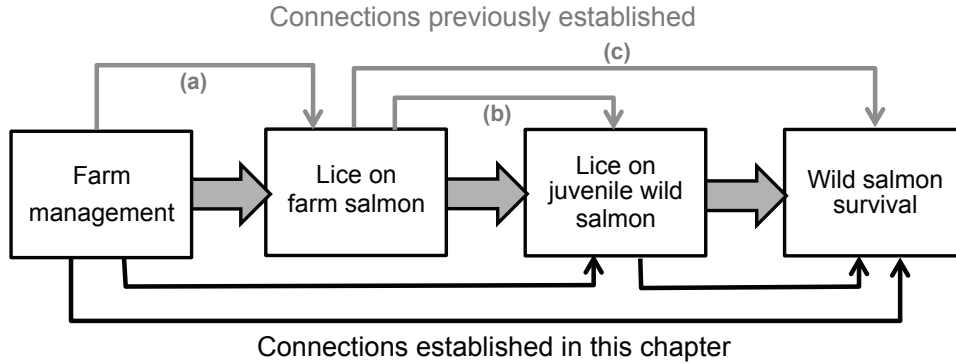 Connections previously established
(a)
(c)
(b)
Farm
management
Lice on
farm salmon
Lice on
juvenile wild
salmon
Wild salmon
survival
Connections established in this chapter